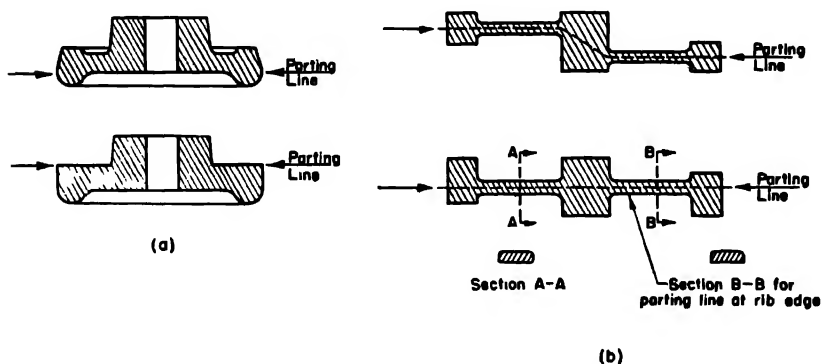 Parting
Line
Parting
Line
(a)
Parting
Line
A
B
Parting
Line
A
B
Section A-A
Section B-B for
parting line at rib edge
(b)